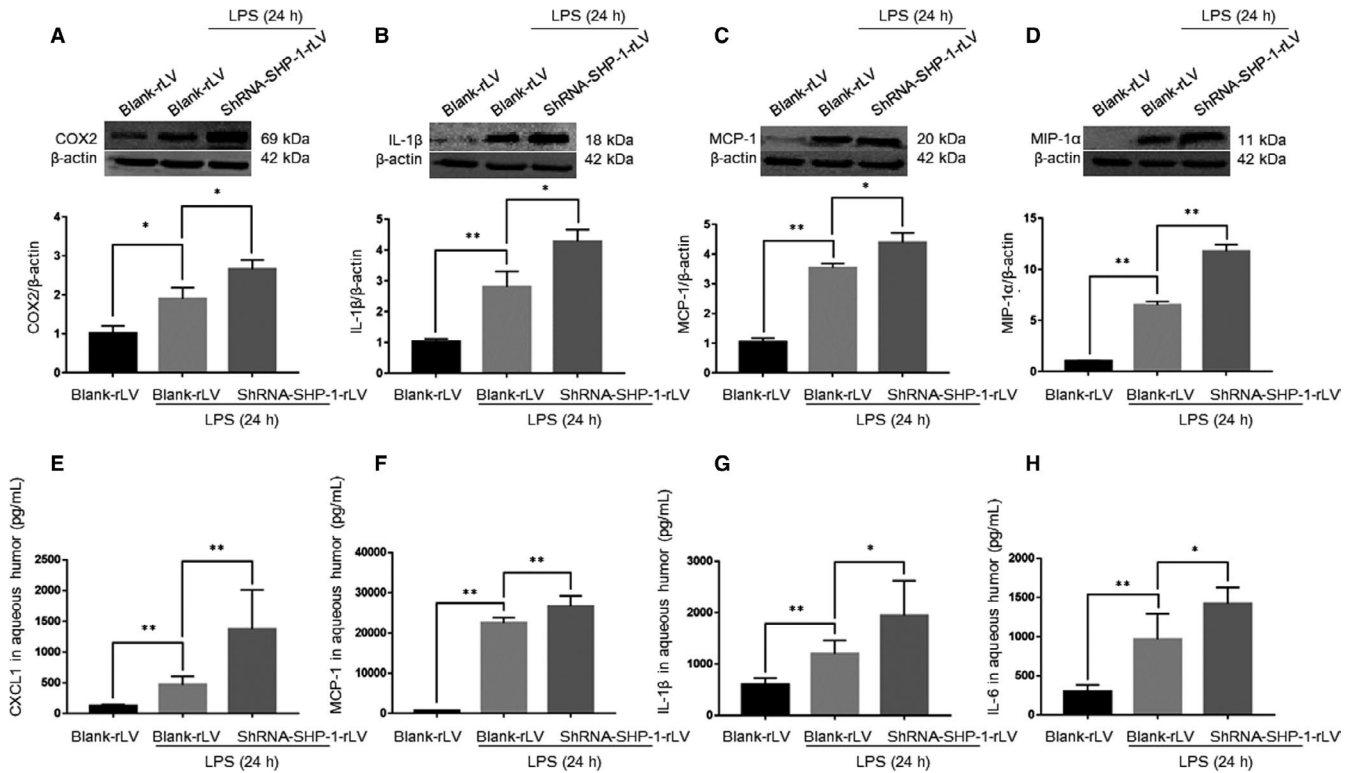 A
LPS (24 h)
Blank-rLV
Blank-rLV
ShRNA-SHP-1-rLV
COX2
69 kDa
β-actin
42 kDa
COX2/β-actin
4
3
2
1
0
*
*
Blank-rLV
Blank-rLV
ShRNA-SHP-1-rLV
LPS (24 h)
B
LPS (24 h)
Blank-rLV
Blank-rLV
ShRNA-SHP-1-rLV
IL-1β
18 kDa
β-actin
42 kDa
IL-1β/β-actin
6
5
4
3
2
1
0
**
*
Blank-rLV
Blank-rLV
ShRNA-SHP-1-rLV
LPS (24 h)
C
LPS (24 h)
Blank-rLV
Blank-rLV
ShRNA-SHP-1-rLV
MCP-1
20 kDa
β-actin
42 kDa
MCP-1/β-actin
5
4
3
2
1
0
**
*
Blank-rLV
Blank-rLV
ShRNA-SHP-1-rLV
LPS (24 h)
D
LPS (24 h)
Blank-rLV
Blank-rLV
ShRNA-SHP-1-rLV
MIP-1α
11 kDa
β-actin
42 kDa
MIP-1α/β-actin
15
10
5
0
**
**
Blank-rLV
Blank-rLV
ShRNA-SHP-1-rLV
LPS (24 h)
E
CXCL1 in aqueous humor (pg/mL)
2500
2000
1500
1000
500
0
**
**
Blank-rLV
Blank-rLV
ShRNA-SHP-1-rLV
LPS (24 h)
F
MCP-1 in aqueous humor (pg/mL)
40000
30000
20000
10000
0
**
**
Blank-rLV
Blank-rLV
ShRNA-SHP-1-rLV
LPS (24 h)
G
IL-1β in aqueous humor (pg/mL)
3000
2000
1000
0
**
*
Blank-rLV
Blank-rLV
ShRNA-SHP-1-rLV
LPS (24 h)
H
IL-6 in aqueous humor (pg/mL)
2000
1500
1000
500
0
**
*
Blank-rLV
Blank-rLV
ShRNA-SHP-1-rLV
LPS (24 h)